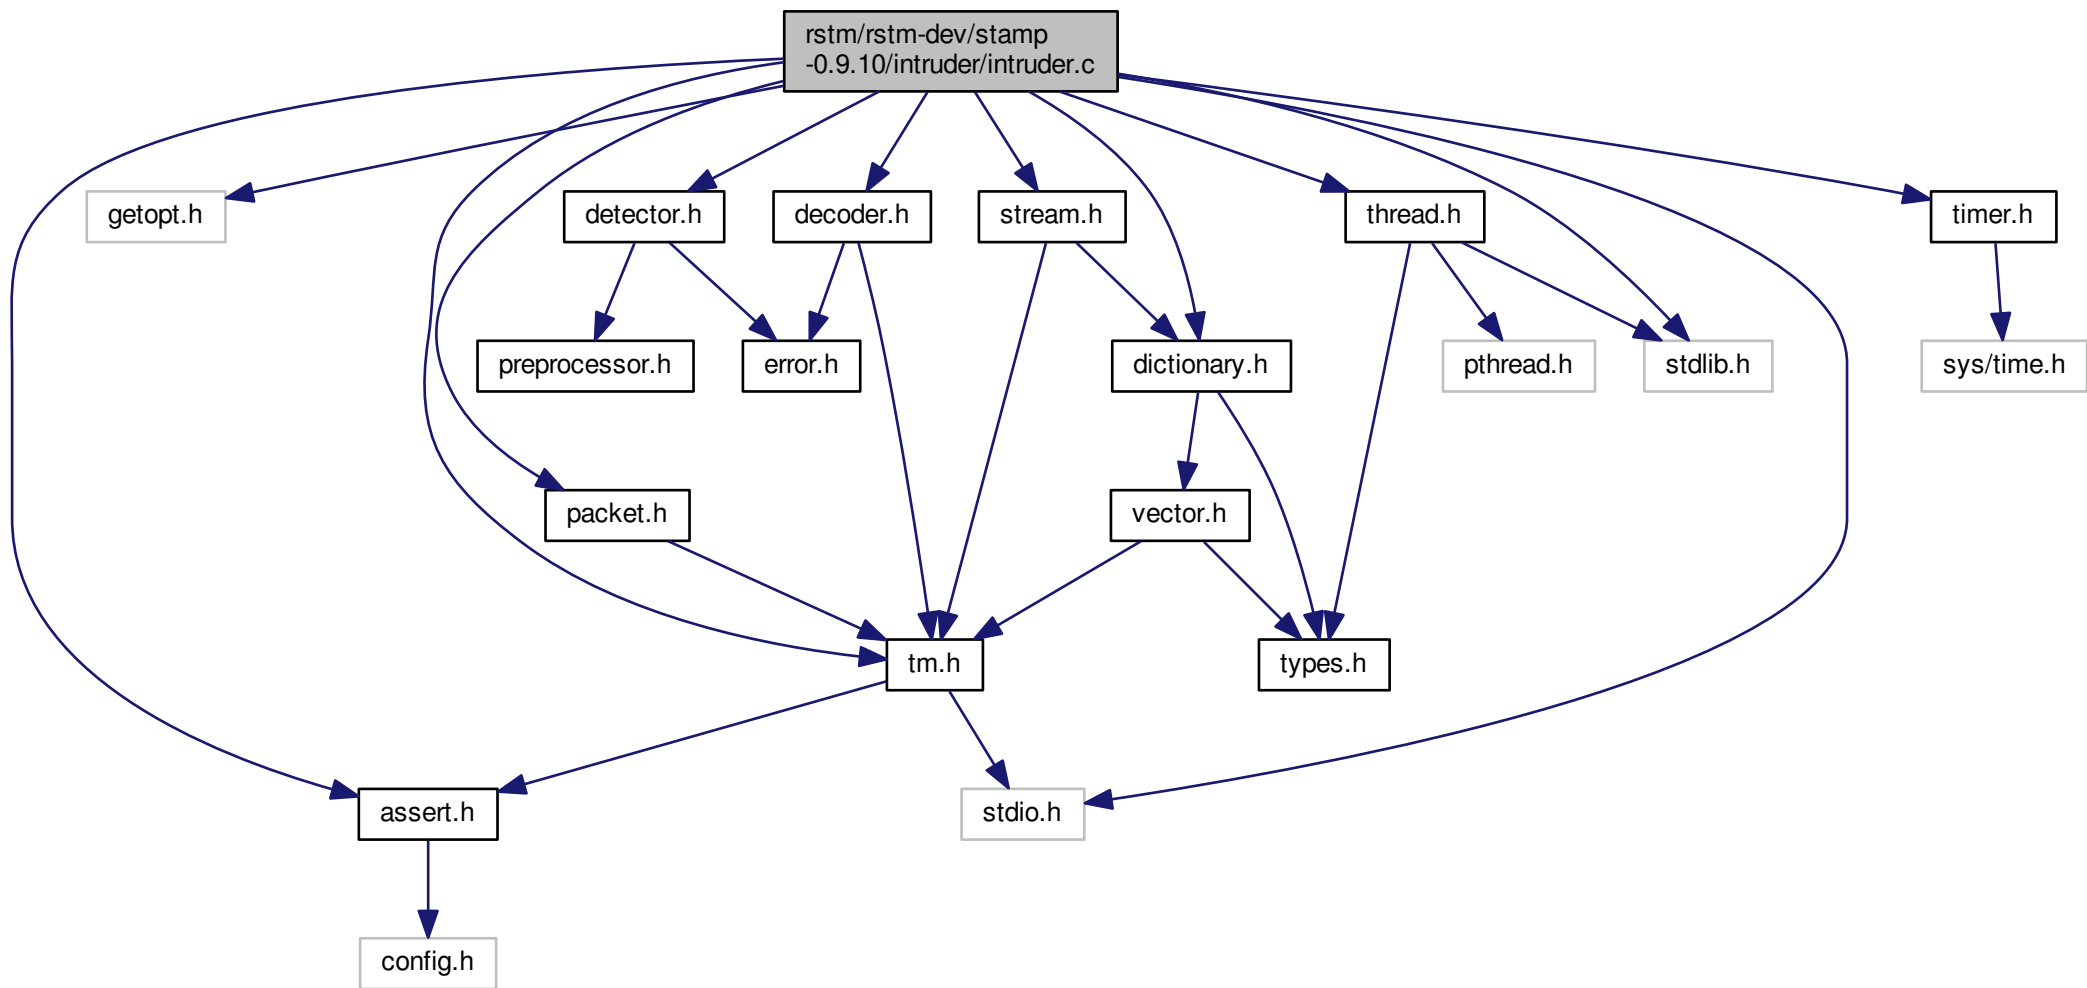 rstm/rstm-dev/stamp
-0.9.10/intruder/intruder.c
getopt.h
detector.h
decoder.h
stream.h
thread.h
timer.h
preprocessor.h
error.h
dictionary.h
pthread.h
stdlib.h
sys/time.h
packet.h
vector.h
tm.h
types.h
assert.h
stdio.h
config.h